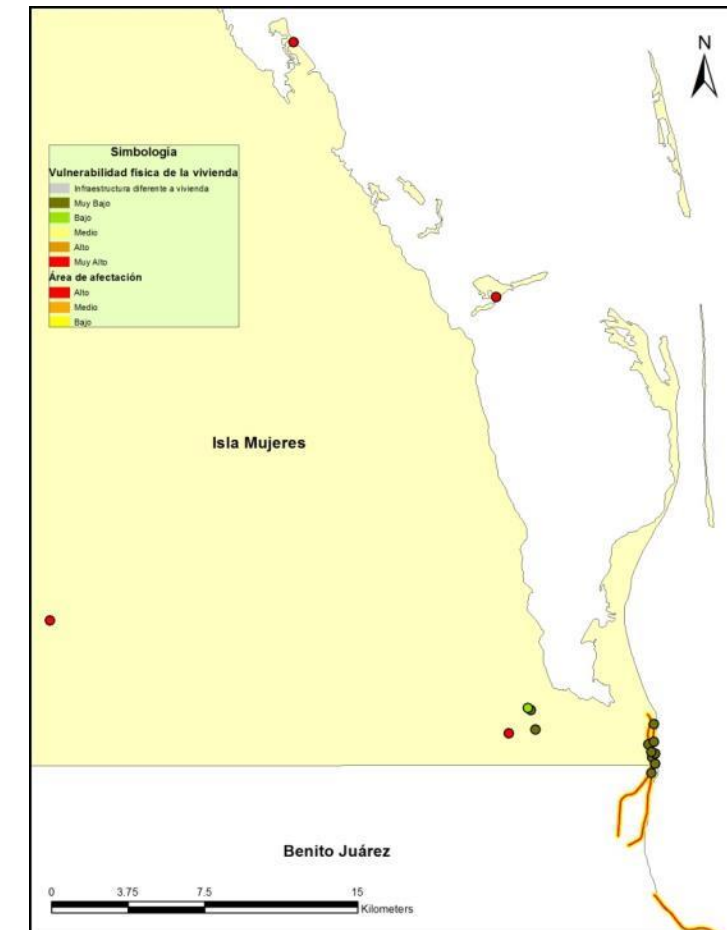 N
Simbología
Vulnerabilidad física de la vivienda
Infraestructura diferente a vivienda
Muy Bajo
Bajo
Medio
Alto
Muy Alto
Área de afectación
Alto
Medio
Bajo
Isla Mujeres
Benito Juárez
0 3.75 7.5 15
Kilometers